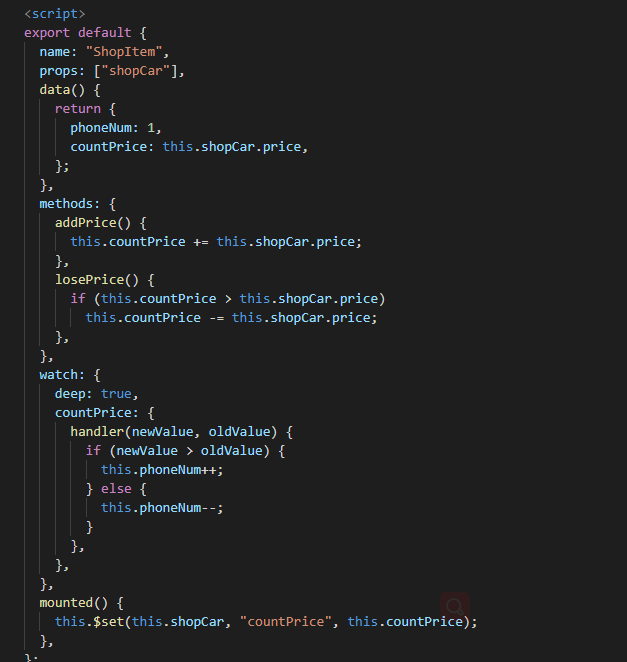 <script>
export default {
  name: "ShopItem",
  props: ["shopCar"],
  data() {
    return {
      phoneNum: 1,
      countPrice: this.shopCar.price,
    };
  },
  methods: {
    addPrice() {
      this.countPrice += this.shopCar.price;
    },
    losePrice() {
      if (this.countPrice > this.shopCar.price)
        this.countPrice -= this.shopCar.price;
    },
  },
  watch: {
    deep: true,
    countPrice: {
      handler(newValue, oldValue) {
        if (newValue > oldValue) {
          this.phoneNum++;
        } else {
          this.phoneNum--;
        }
      },
    },
  },
  mounted() {
    this.$set(this.shopCar, "countPrice", this.countPrice);
  },
};